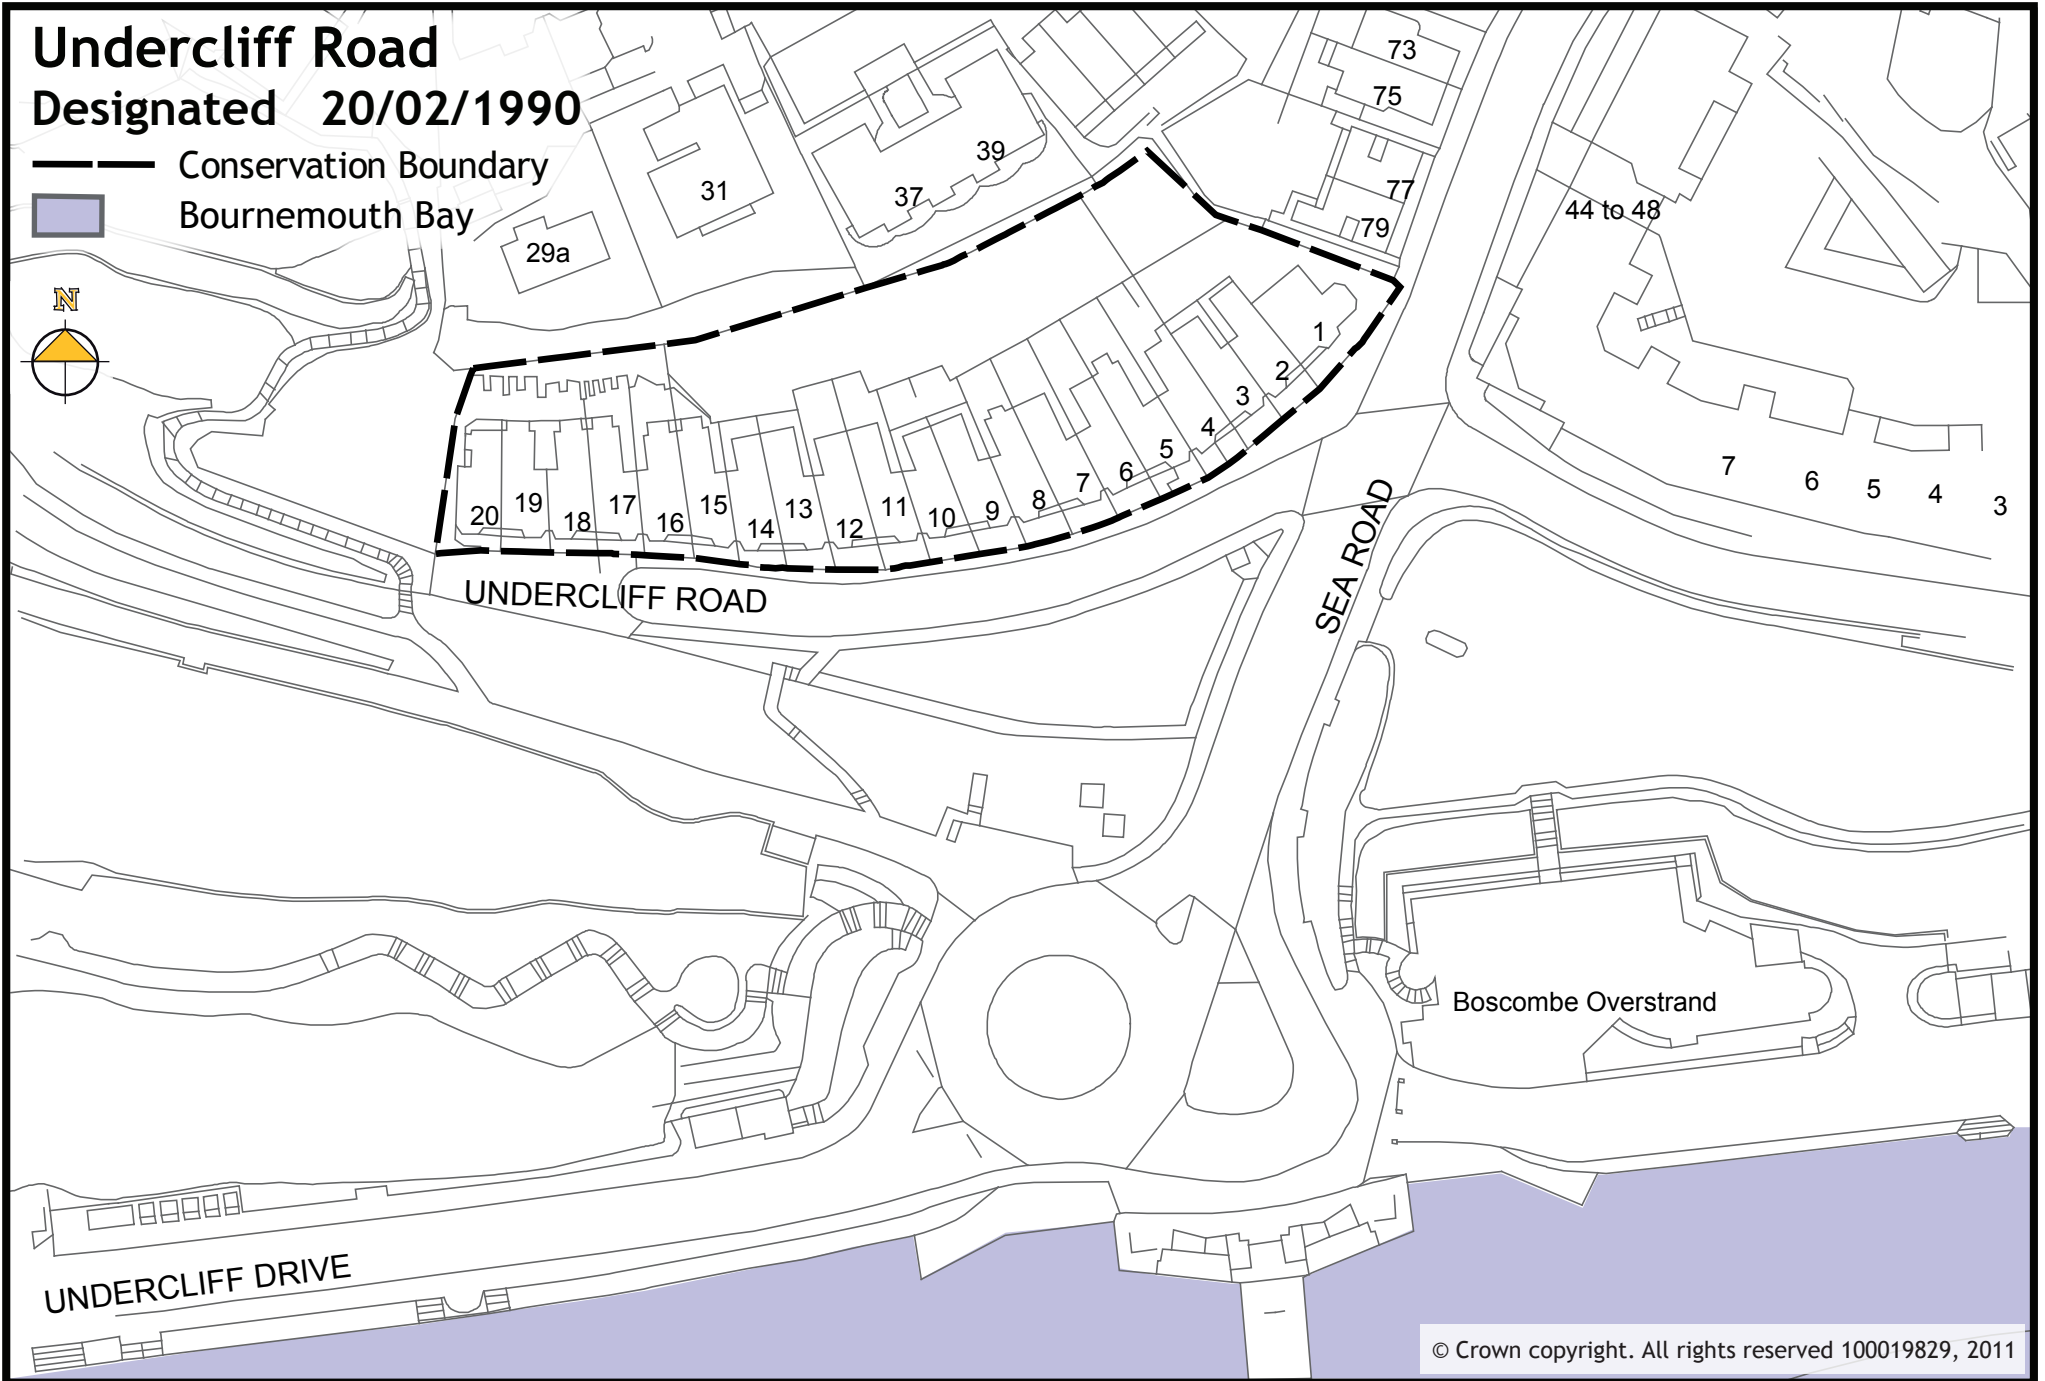 Undercliff Road
Designated 20/02/1990
Conservation Boundary
Bournemouth Bay
N
73
75
77
79
44 to 48
39
37
31
29a
1
2
3
4
5
6
7
8
9
10
11
12
13
14
15
16
17
18
19
20
7
6
5
4
3
UNDERCLIFF ROAD
SEA ROAD
Boscombe Overstrand
UNDERCLIFF DRIVE
© Crown copyright. All rights reserved 100019829, 2011